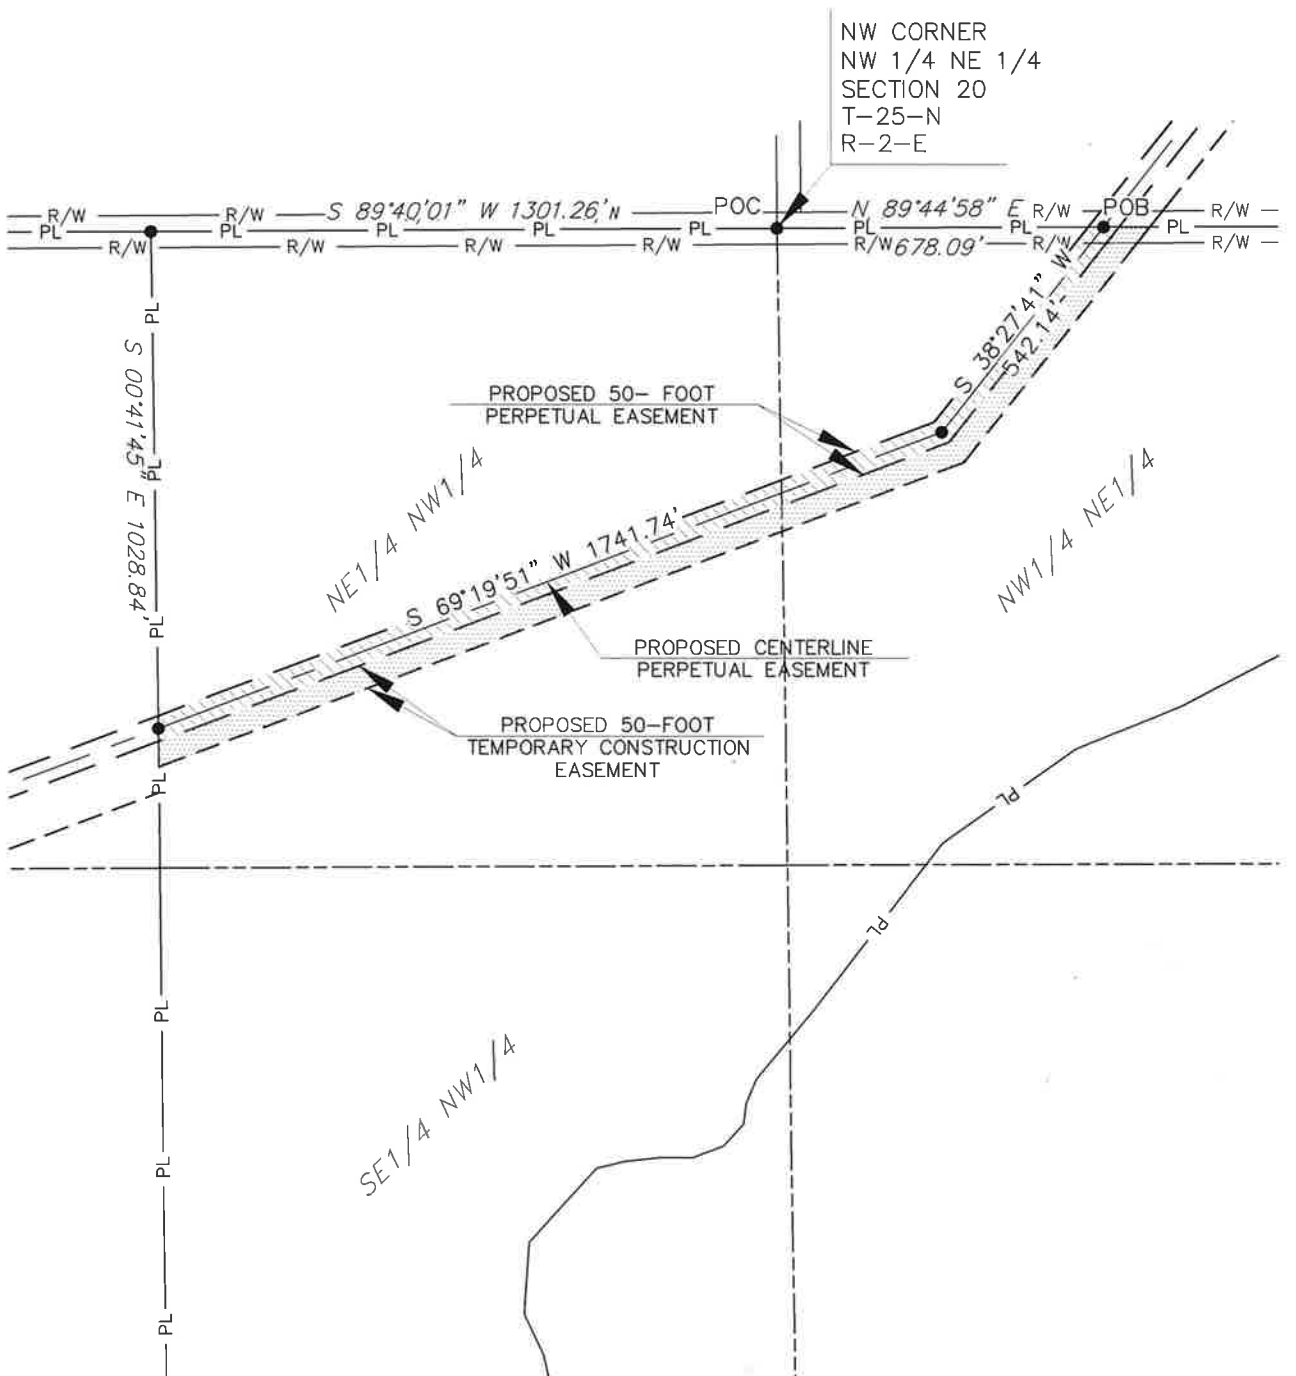 NW CORNER
NW 1/4 NE 1/4
SECTION 20
T-25-N
R-2-E
R/W R/W S 89°40'01" W 1301.26' N POC N 89°44'58" E R/W POB R/W
PL PL PL PL PL PL PL PL
R/W R/W R/W R/W R/W 678.09' R/W R/W
PL
S 00°41'45" E 1028.84'
PL
PL
S 38°27'41" W
542.14'
PROPOSED 50- FOOT
PERPETUAL EASEMENT
NE1/4 NW1/4
NW1/4 NE1/4
S 69°19'51" W 1741.74'
PROPOSED CENTERLINE
PERPETUAL EASEMENT
PROPOSED 50-FOOT
TEMPORARY CONSTRUCTION
EASEMENT
PL
PL
PL
PL
SE1/4 NW1/4
PL
PL